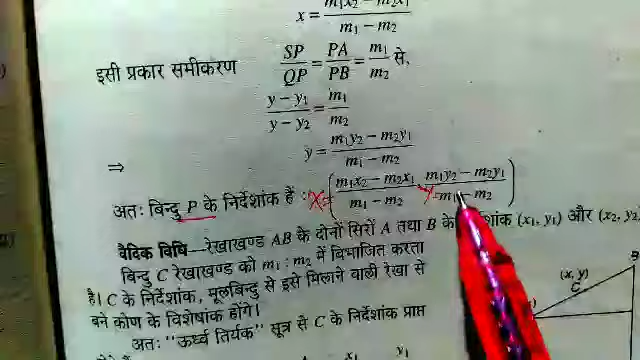 x = (m₁x₂ − m₂x₁)/(m₁ − m₂)
इसी प्रकार समीकरण SP/QP = PA/PB = m₁/m₂ से,
(y − y₁)/(y − y₂) = m₁/m₂
⇒ y = (m₁y₂ − m₂y₁)/(m₁ − m₂)
अतः बिन्दु P के निर्देशांक हैं : x= ((m₁x₂ − m₂x₁)/(m₁ − m₂), y= (m₁y₂ − m₂y₁)/(m₁ − m₂))
वैदिक विधि – रेखाखण्ड AB के दोनों सिरों A तथा B के (x₁, y₁) और (x₂, y₂)
बिन्दु C रेखाखण्ड को m₁ : m₂ में विभाजित करता
है। C के निर्देशांक, मूलबिन्दु से इसे मिलाने वाली रेखा से
बने कोण के विशेषांक होंगे।
अतः "ऊर्ध्व तिर्यक" सूत्र से C के निर्देशांक प्राप्त
x₁ y₁
(x, y)
C
B